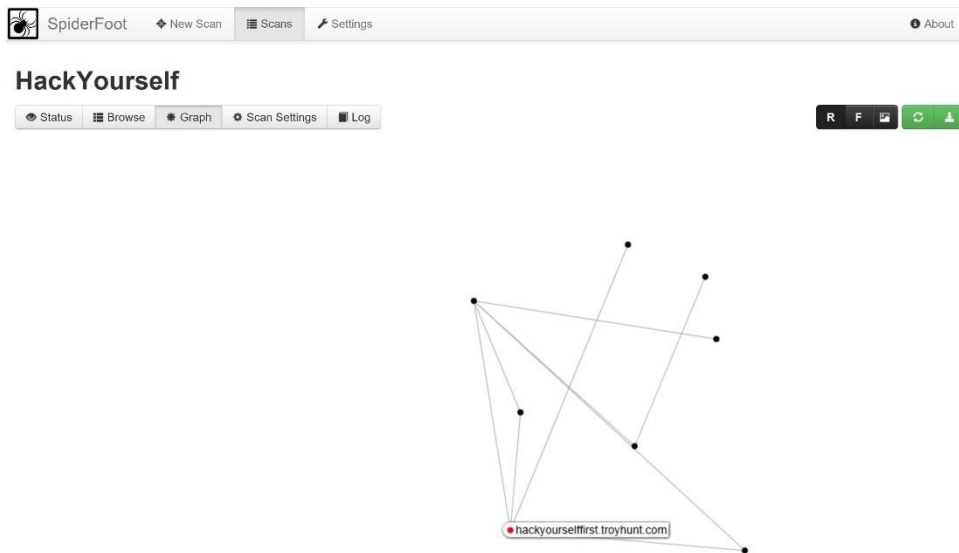 SpiderFoot New Scan Scans Settings About
HackYourself
Status Browse Graph Scan Settings Log R F
hackyourselffirst.troyhunt.com